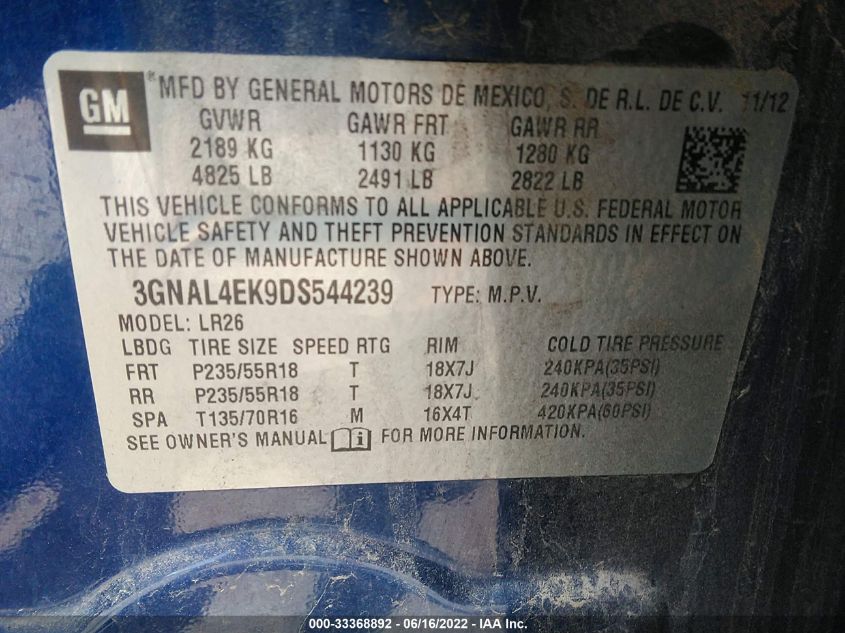 GM ® MFD BY GENERAL MOTORS DE MEXICO, S. DE R.L. DE C.V. 11/12
GVWR GAWR FRT GAWR RR
2189 KG 1130 KG 1280 KG
4825 LB 2491 LB 2822 LB
THIS VEHICLE CONFORMS TO ALL APPLICABLE U.S. FEDERAL MOTOR
VEHICLE SAFETY AND THEFT PREVENTION STANDARDS IN EFFECT ON
THE DATE OF MANUFACTURE SHOWN ABOVE.
3GNAL4EK9DS544239 TYPE: M.P.V.
MODEL: LR26
LBDG TIRE SIZE SPEED RTG RIM COLD TIRE PRESSURE
FRT P235/55R18 T 18X7J 240KPA(35PSI)
RR P235/55R18 T 18X7J 240KPA(35PSI)
SPA T135/70R16 M 16X4T 420KPA(60PSI)
SEE OWNER'S MANUAL i FOR MORE INFORMATION.
000-33368892 - 06/16/2022 - IAA Inc.